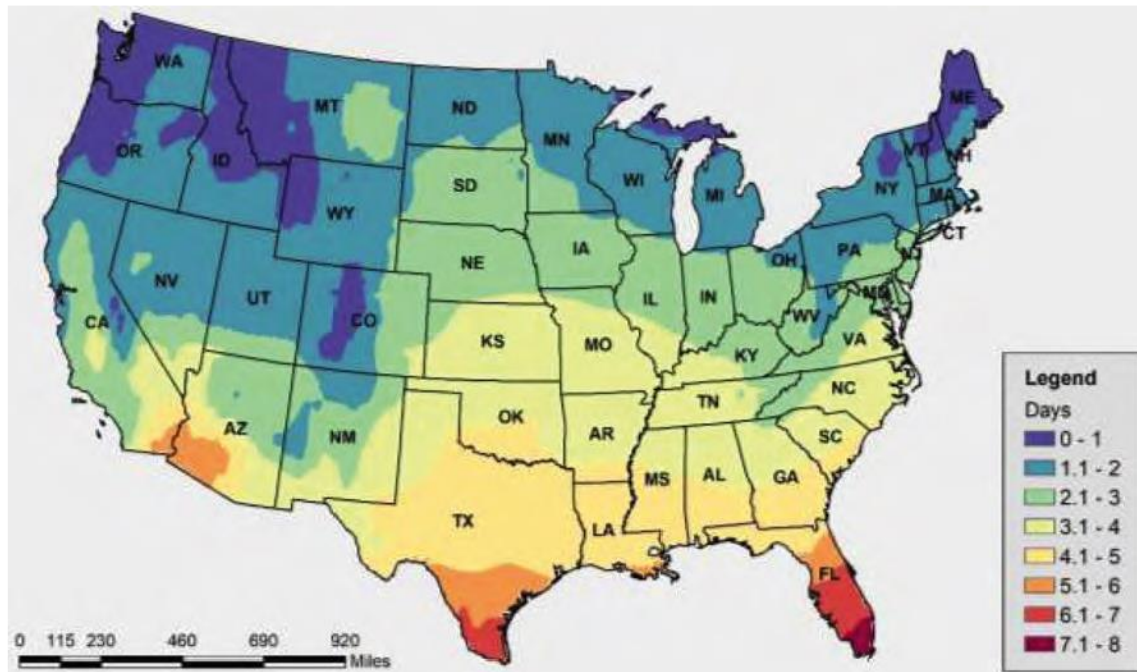 WA
MT
ND
ME
MN
VT
OR
ID
NH
SD
WI
NY
MA
MI
WY
CT
IA
PA
NE
OH
NJ
NV
IL
IN
UT
CO
WV
CA
KS
MO
VA
KY
NC
TN
OK
AZ
NM
AR
SC
MS
AL
GA
TX
LA
FL
Legend
Days
0 - 1
1.1 - 2
2.1 - 3
3.1 - 4
4.1 - 5
5.1 - 6
6.1 - 7
7.1 - 8
0 115 230 460 690 920
Miles